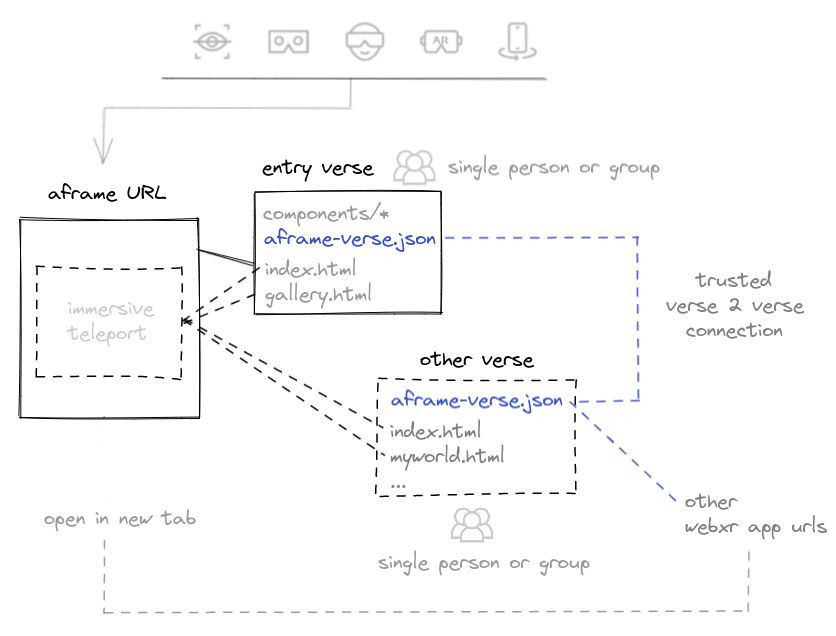 AR
entry verse
single person or group
aframe URL
components/*
aframe-verse.json
index.html
gallery.html
immersive
teleport
trusted
verse 2 verse
connection
other verse
aframe-verse.json
index.html
myworld.html
...
other
webxr app urls
open in new tab
single person or group